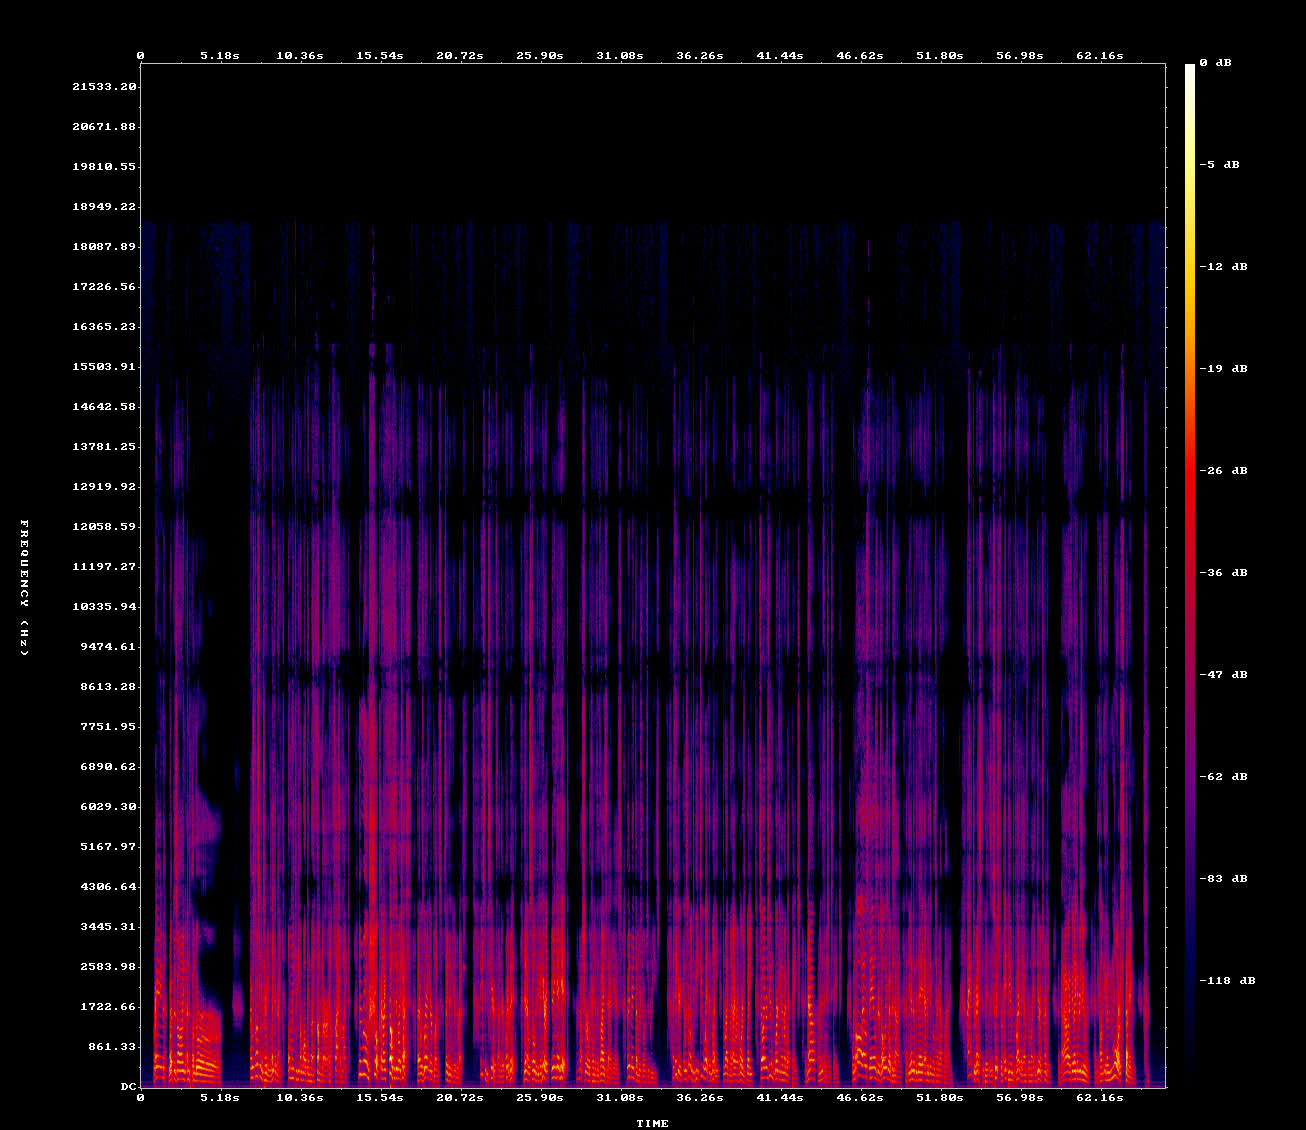 0 5.18s 10.36s 15.54s 20.72s 25.90s 31.08s 36.26s 41.44s 46.62s 51.80s 56.98s 62.16s
0 dB
21533.20
20671.88
19810.55
-5 dB
18949.22
18087.89
-12 dB
17226.56
16365.23
15503.91
-19 dB
14642.58
13781.25
-26 dB
12919.92
12058.59
11197.27
-36 dB
10335.94
9474.61
FREQUENCY (Hz)
8613.28
-47 dB
7751.95
6890.62
-62 dB
6029.30
5167.97
4306.64
-83 dB
3445.31
2583.98
-118 dB
1722.66
861.33
DC
0 5.18s 10.36s 15.54s 20.72s 25.90s 31.08s 36.26s 41.44s 46.62s 51.80s 56.98s 62.16s
TIME